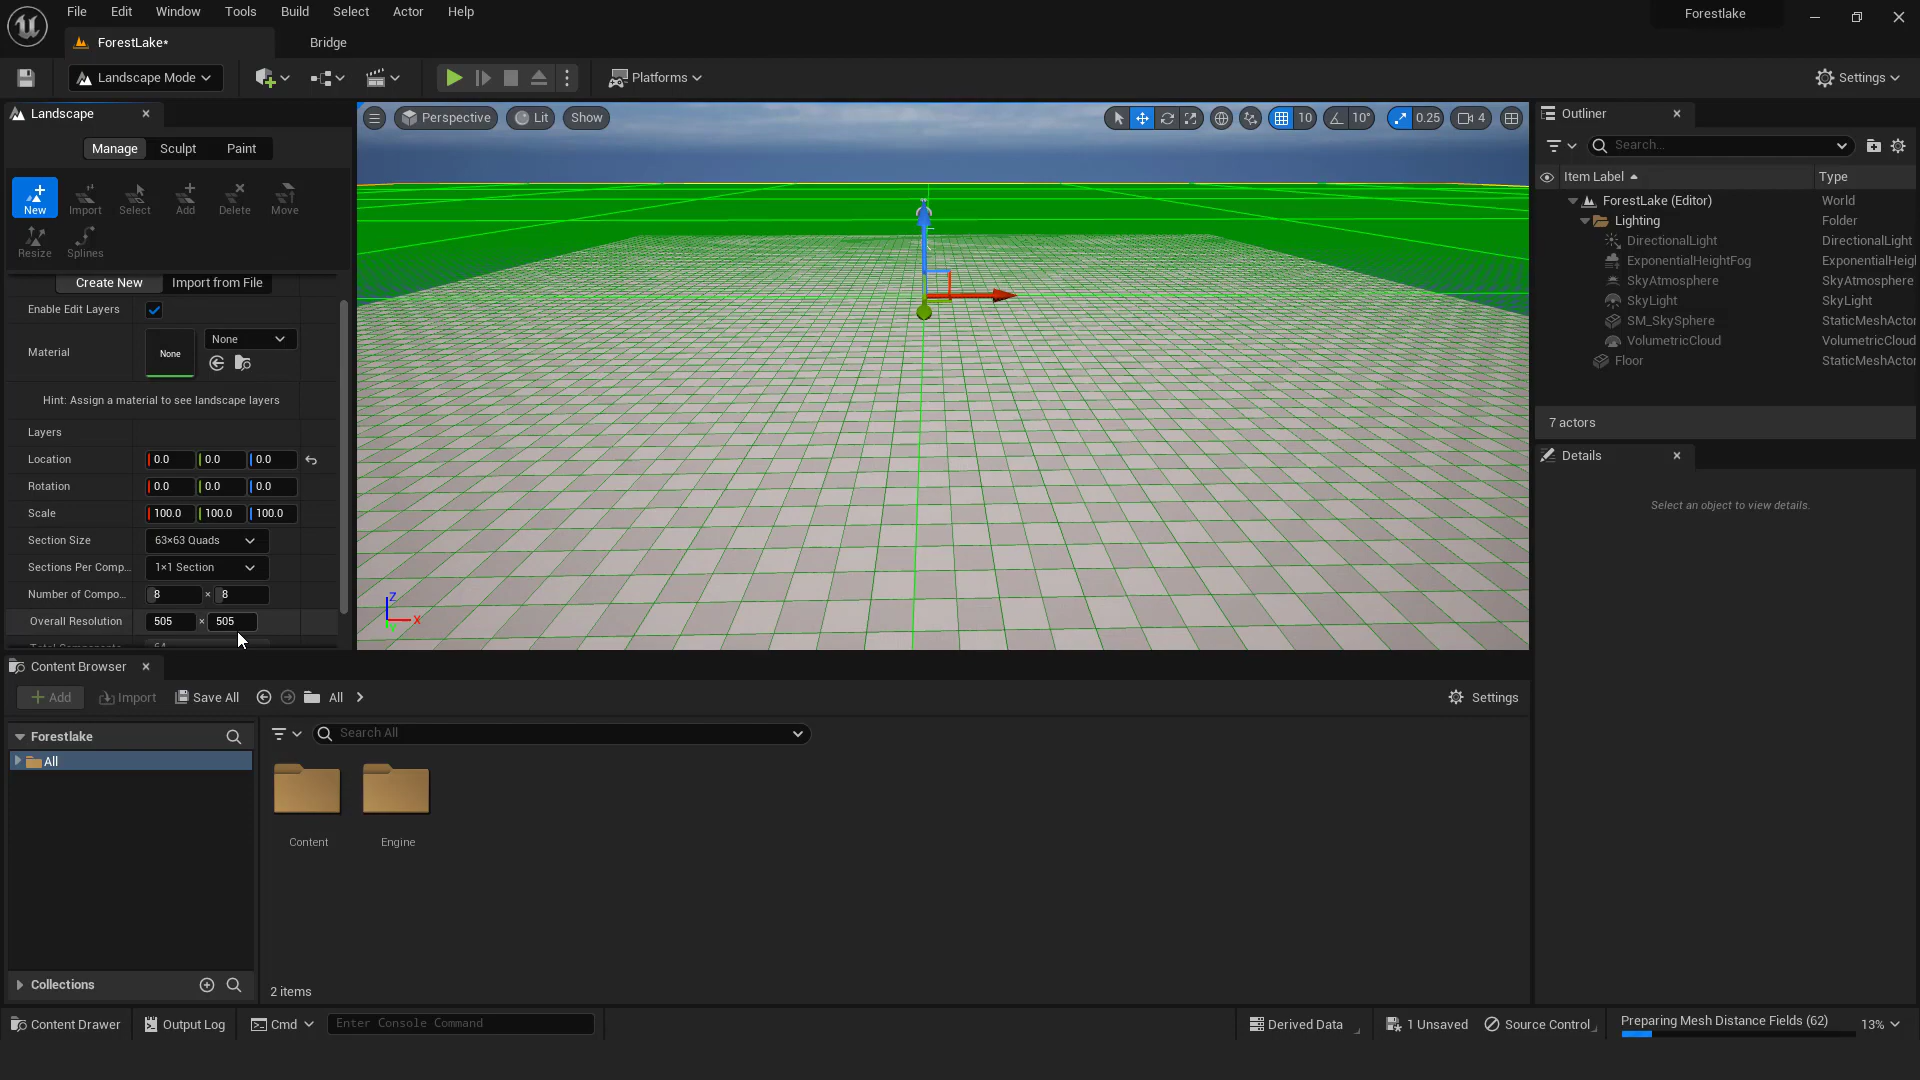 File Edit Window Tools Build Select Actor Help
Forestlake
ForestLake*
Bridge
Landscape Mode
Platforms
Settings
Landscape
Manage Sculpt Paint
New Import Select Add Delete Move
Resize Splines
Create New Import from File
Enable Edit Layers
Material None None
Hint: Assign a material to see landscape layers
Layers
Location 0.0 0.0 0.0
Rotation 0.0 0.0 0.0
Scale 100.0 100.0 100.0
Section Size 63×63 Quads
Sections Per Comp... 1×1 Section
Number of Compo... 8 × 8
Overall Resolution 505 × 505
Total Components 64
Perspective Lit Show
10 10° 0.25 4
Z
X
Outliner
Search...
Item Label Type
ForestLake (Editor) World
Lighting Folder
DirectionalLight DirectionalLight
ExponentialHeightFog ExponentialHeigl
SkyAtmosphere SkyAtmosphere
SkyLight SkyLight
SM_SkySphere StaticMeshActor
VolumetricCloud VolumetricCloud
Floor StaticMeshActor
7 actors
Details
Select an object to view details.
Content Browser
Add Import Save All All Settings
Forestlake
All
Search All
Content Engine
Collections
2 items
Content Drawer Output Log Cmd Enter Console Command
Derived Data 1 Unsaved Source Control
Preparing Mesh Distance Fields (62) 13%